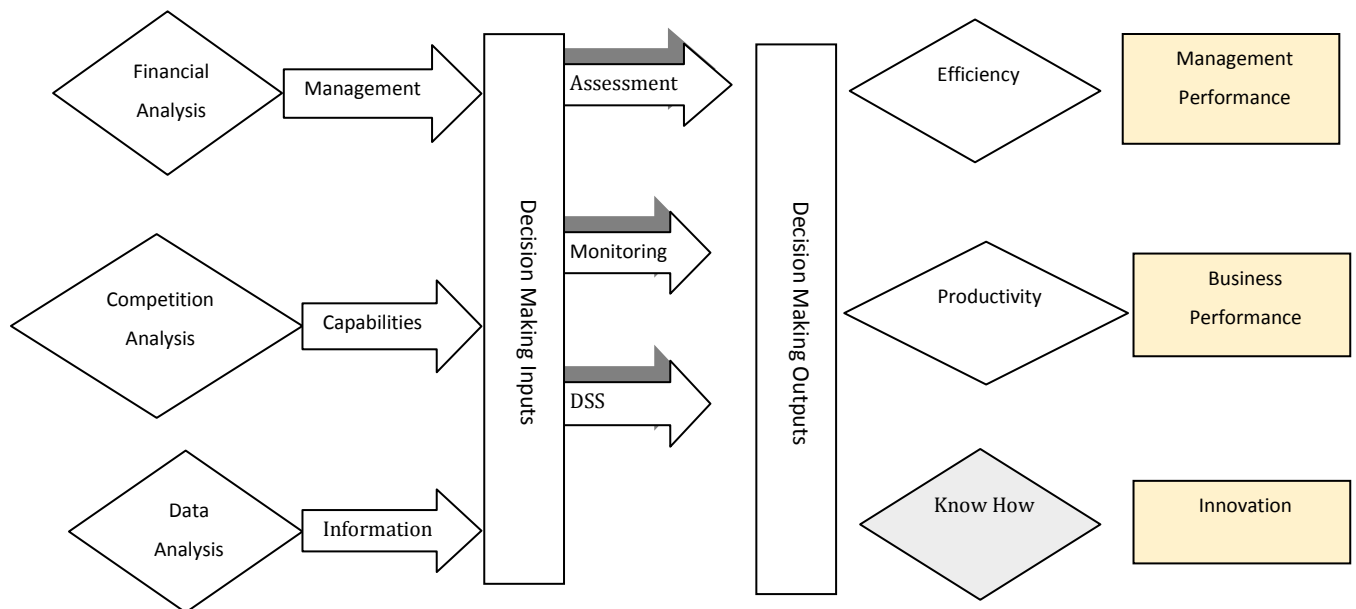 Financial
Analysis
Management
Assessment
Efficiency
Management
Performance
Decision Making Inputs
Decision Making Outputs
Competition
Analysis
Capabilities
Monitoring
Productivity
Business
Performance
DSS
Data
Analysis
Information
Know How
Innovation